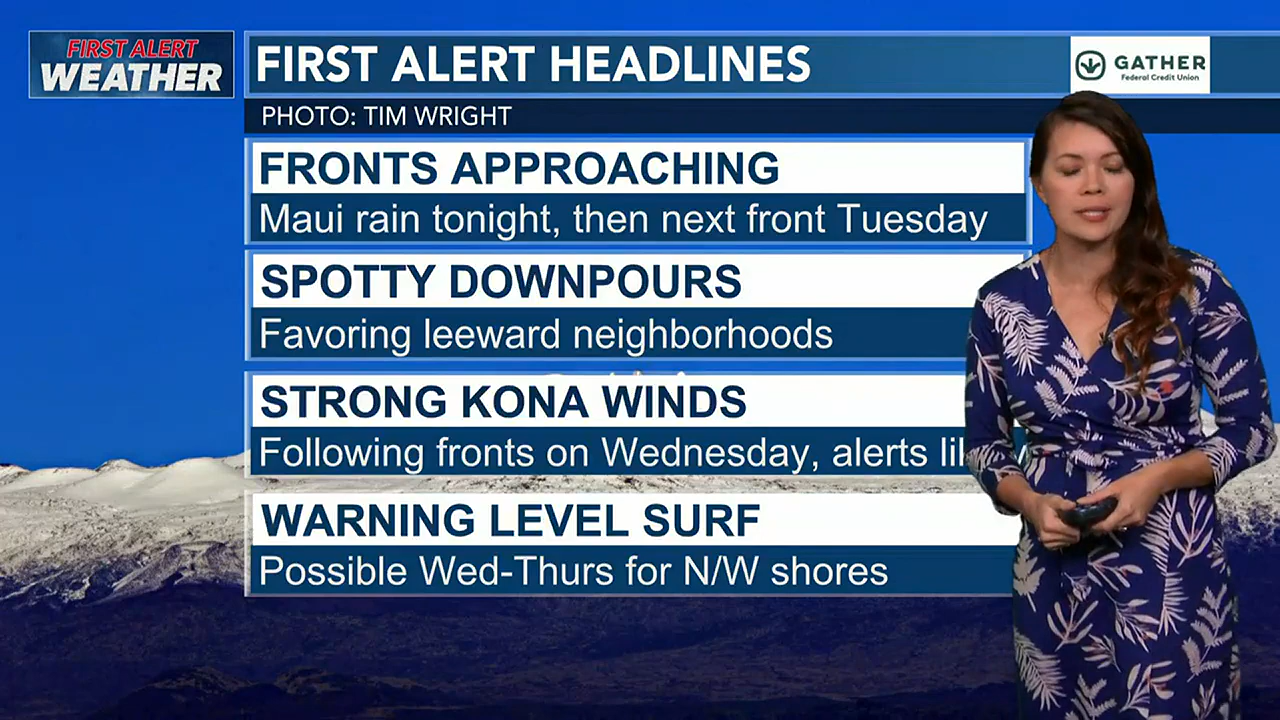 FIRST ALERT
WEATHER
FIRST ALERT HEADLINES
GATHER
Federal Credit Union
PHOTO: TIM WRIGHT
FRONTS APPROACHING
Maui rain tonight, then next front Tuesday
SPOTTY DOWNPOURS
Favoring leeward neighborhoods
STRONG KONA WINDS
Following fronts on Wednesday, alerts
WARNING LEVEL SURF
Possible Wed-Thurs for N/W shores